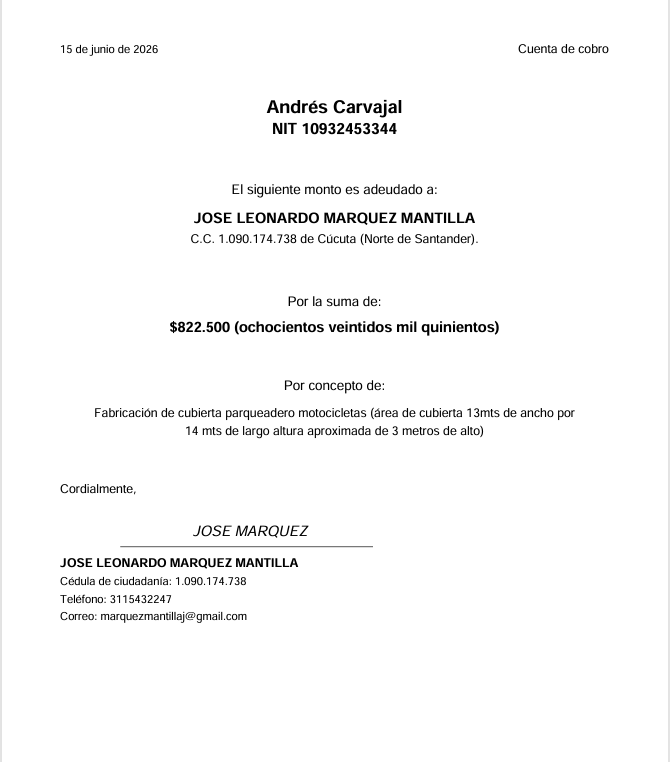 15 de junio de 2026
Cuenta de cobro
Andrés Carvajal
NIT 10932453344
El siguiente monto es adeudado a:
JOSE LEONARDO MARQUEZ MANTILLA
C.C. 1.090.174.738 de Cúcuta (Norte de Santander).
Por la suma de:
$822.500 (ochocientos veintidos mil quinientos)
Por concepto de:
Fabricación de cubierta parqueadero motocicletas (área de cubierta 13mts de ancho por
14 mts de largo altura aproximada de 3 metros de alto)
Cordialmente,
JOSE MARQUEZ
JOSE LEONARDO MARQUEZ MANTILLA
Cédula de ciudadanía: 1.090.174.738
Teléfono: 3115432247
Correo: marquezmantillaj@gmail.com